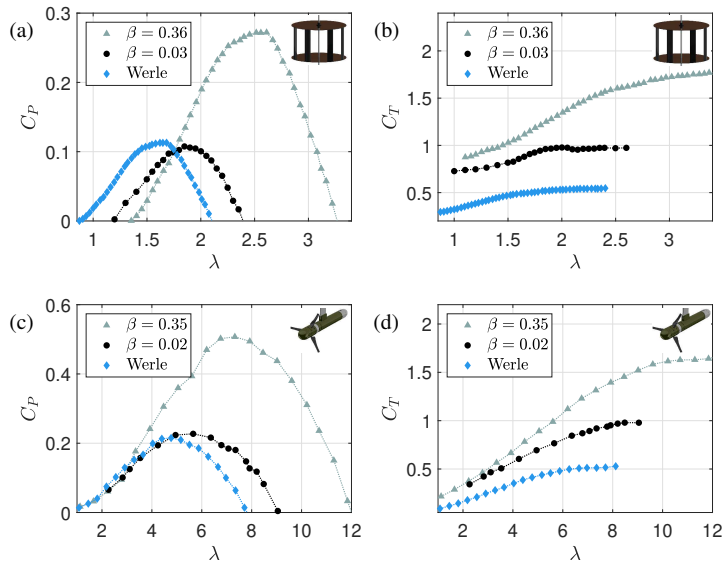 (a)
0.3
0.2
0.1
0
C_P
β = 0.36
β = 0.03
Werle
1 1.5 2 2.5 3
λ
(b)
2
1.5
1
0.5
C_T
β = 0.36
β = 0.03
Werle
1 1.5 2 2.5 3
λ
(c)
0.6
0.4
0.2
0
C_P
β = 0.35
β = 0.02
Werle
2 4 6 8 10 12
λ
(d)
2
1.5
1
0.5
C_T
β = 0.35
β = 0.02
Werle
2 4 6 8 10 12
λ